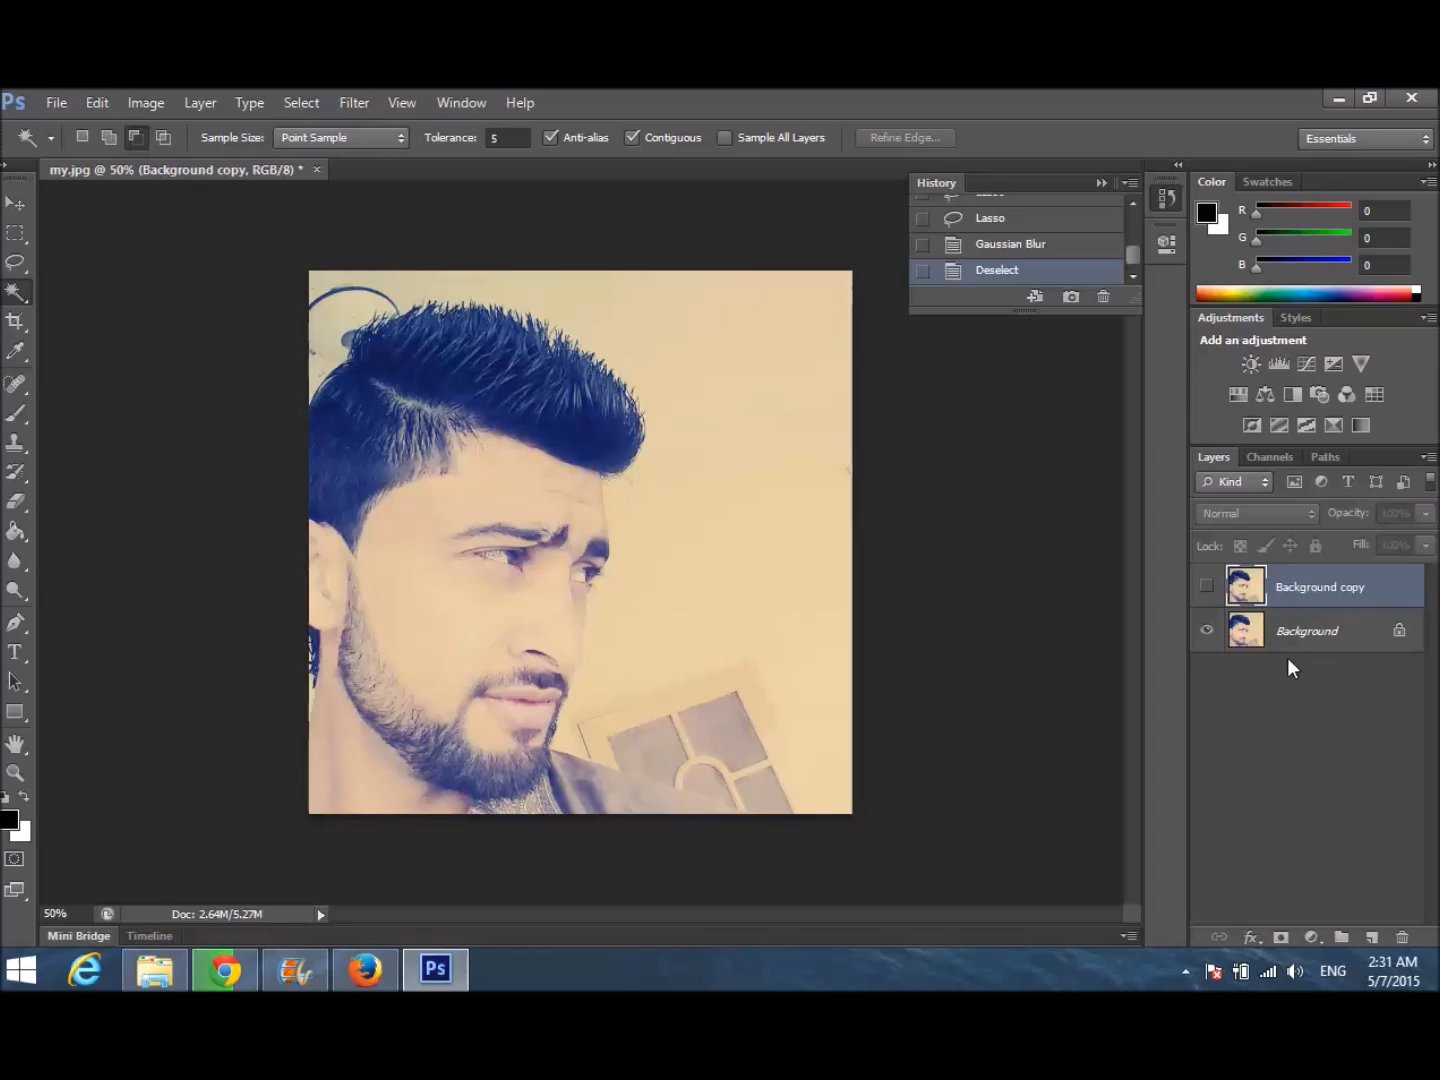 Ps File Edit Image Layer Type Select Filter View Window Help
Sample Size: Point Sample Tolerance: 5 Anti-alias Contiguous Sample All Layers Refine Edge... Essentials
my.jpg @ 50% (Background copy, RGB/8) * ×
History
Lasso
Lasso
Gaussian Blur
Deselect
Color Swatches
R 0
G 0
B 0
Adjustments Styles
Add an adjustment
Layers Channels Paths
Kind
Normal Opacity: 100%
Lock: Fill: 100%
Background copy
Background
50% Doc: 2.64M/5.27M
Mini Bridge Timeline
Ps ENG 2:31 AM
5/7/2015